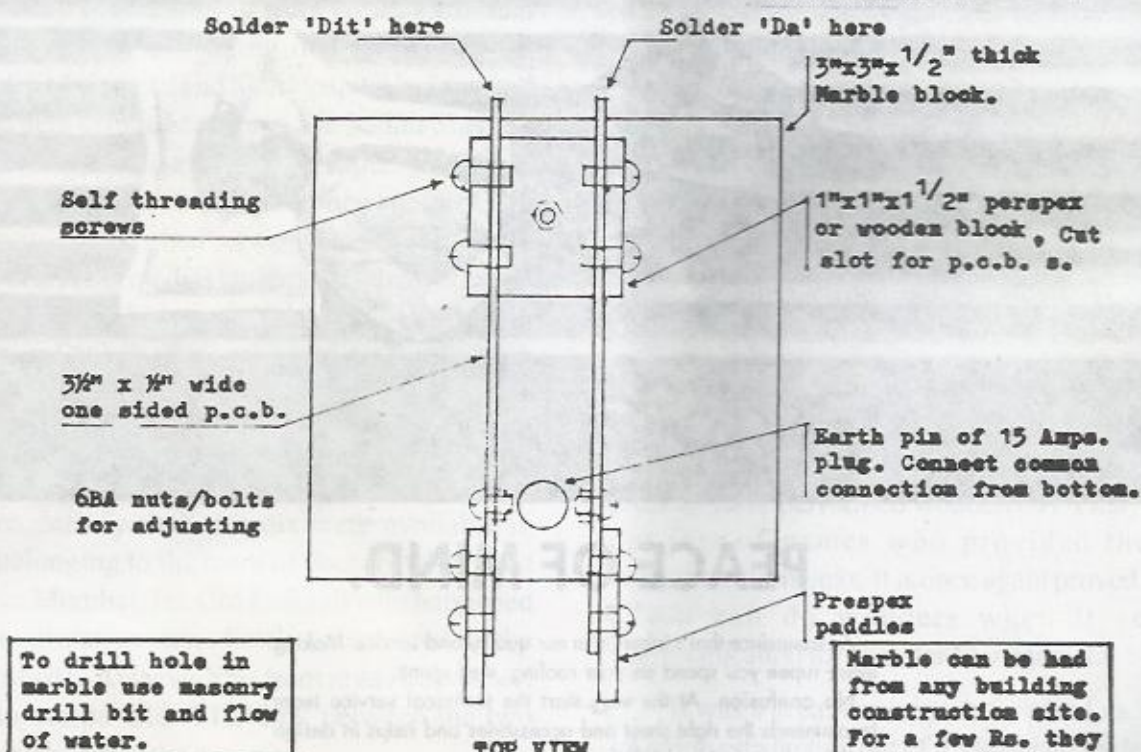 Solder 'Dit' here
Solder 'Da' here
3"x3"x 1/2" thick
Marble block.
Self threading
screws
1"x1"x1 1/2" perspex
or wooden block, Cut
slot for p.c.b. s.
3½" x ½" wide
one sided p.c.b.
Earth pin of 15 Amps.
plug. Connect common
connection from bottom.
6BA nuts/bolts
for adjusting
PEACE OF MIND,
Prespex
paddles
To drill hole in
marble use masonry
drill bit and flow
of water.
Marble can be had
from any building
construction site.
For a few Rs. they
TOP VIEW